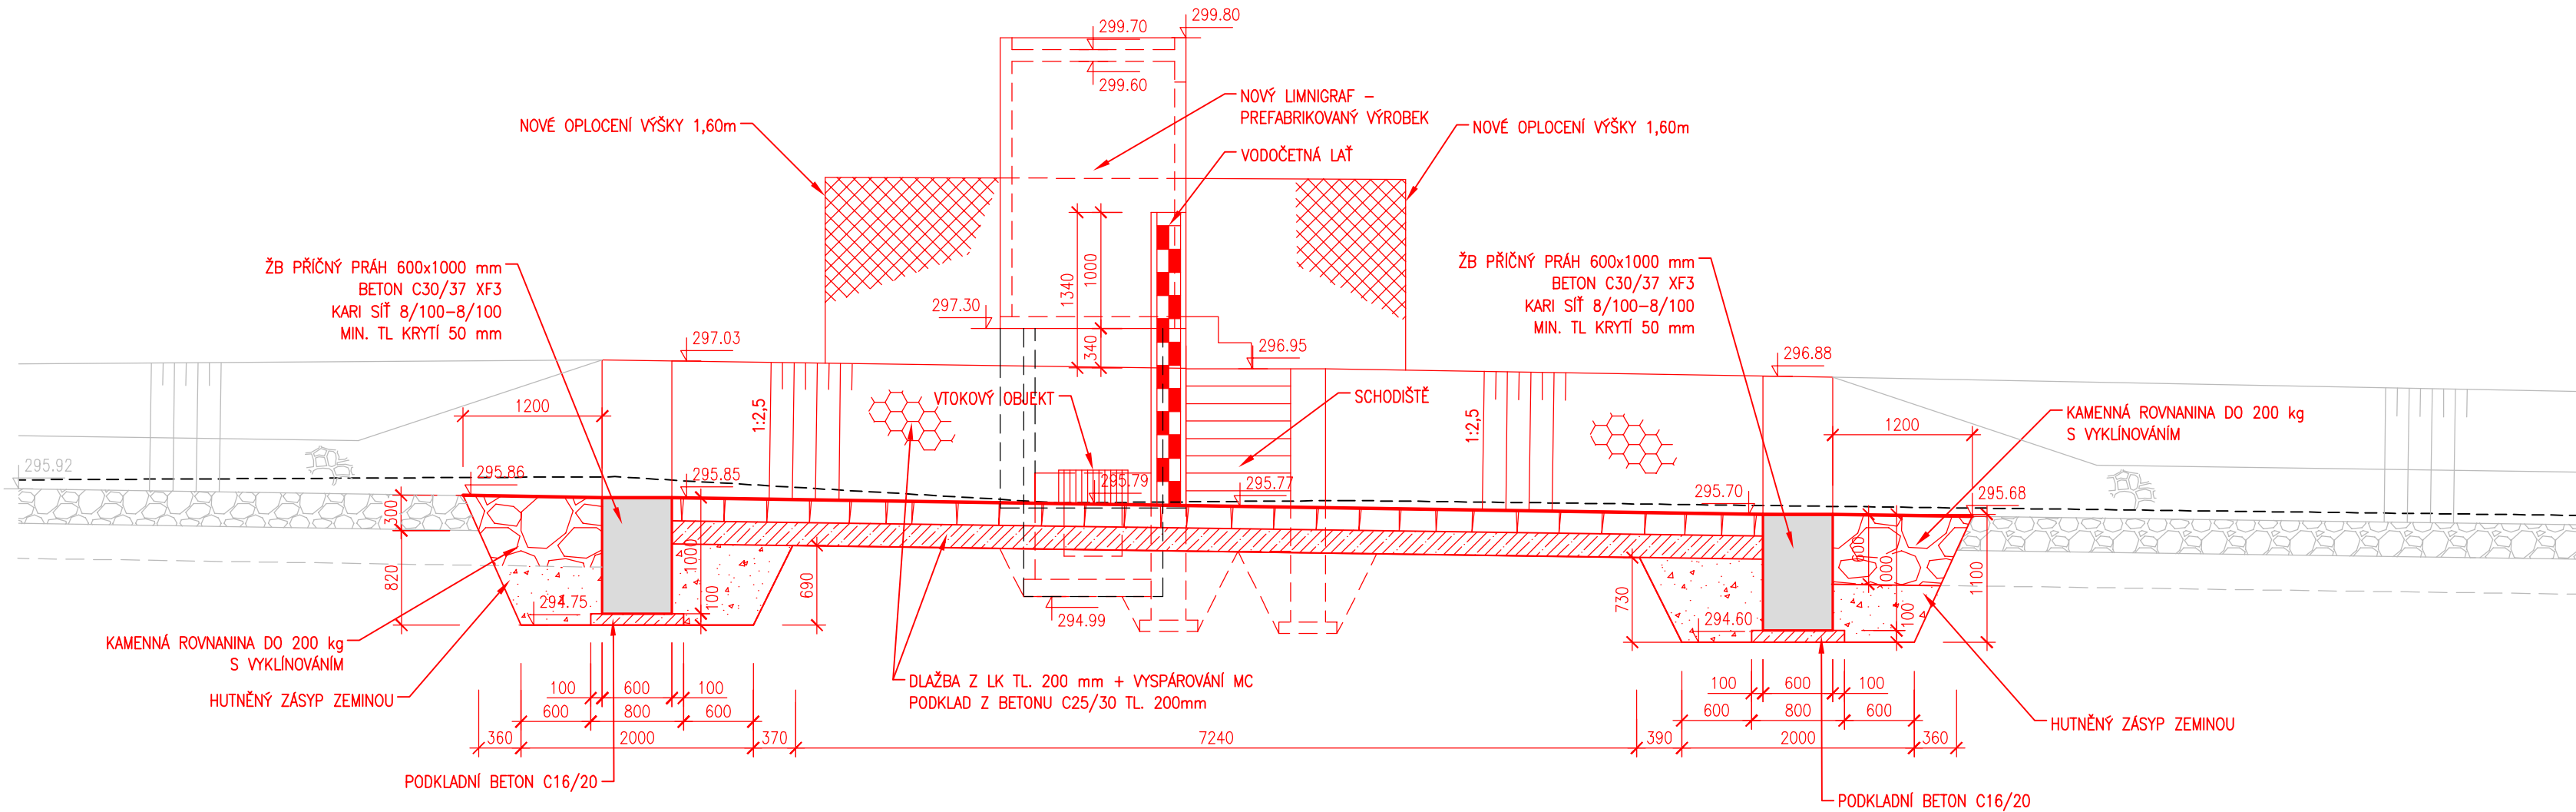 299.80
299.70
299.60
NOVÝ LIMNIGRAF –
PREFABRIKOVANÝ VÝROBEK
NOVÉ OPLOCENÍ VÝŠKY 1,60m
NOVÉ OPLOCENÍ VÝŠKY 1,60m
VODOČETNÁ LAŤ
ŽB PŘÍČNÝ PRÁH 600x1000 mm
BETON C30/37 XF3
KARI SÍŤ 8/100–8/100
MIN. TL KRYTÍ 50 mm
ŽB PŘÍČNÝ PRÁH 600x1000 mm
BETON C30/37 XF3
KARI SÍŤ 8/100–8/100
MIN. TL KRYTÍ 50 mm
1340
1000
340
297.30
297.03
296.95
296.88
1200
1:2,5
VTOKOVÝ OBJEKT
SCHODIŠTĚ
1:2,5
KAMENNÁ ROVNANINA DO 200 kg
S VYKLÍNOVÁNÍM
1200
295.92
295.86
295.85
295.79
295.77
295.70
295.68
300
820
1000
100
690
730
1100
100
294.75
294.99
294.60
KAMENNÁ ROVNANINA DO 200 kg
S VYKLÍNOVÁNÍM
HUTNĚNÝ ZÁSYP ZEMINOU
DLAŽBA Z LK TL. 200 mm + VYSPÁROVÁNÍ MC
PODKLAD Z BETONU C25/30 TL. 200mm
HUTNĚNÝ ZÁSYP ZEMINOU
100 600 100
600 800 600
360 2000 370 7240 390 2000 360
100 600 100
600 800 600
PODKLADNÍ BETON C16/20
PODKLADNÍ BETON C16/20